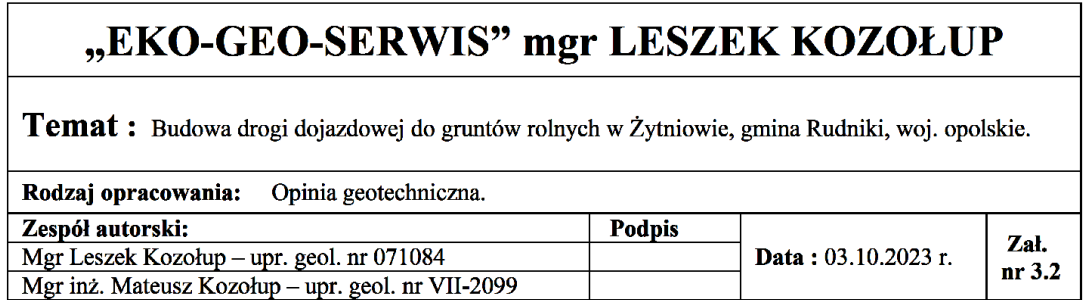 „EKO-GEO-SERWIS” mgr LESZEK KOZOŁUP
Temat : Budowa drogi dojazdowej do gruntów rolnych w Żytniowie, gmina Rudniki, woj. opolskie.
Rodzaj opracowania: Opinia geotechniczna.
Zespół autorski: Podpis
Mgr Leszek Kozołup – upr. geol. nr 071084
Mgr inż. Mateusz Kozołup – upr. geol. nr VII-2099
Data : 03.10.2023 r.
Zał.
nr 3.2